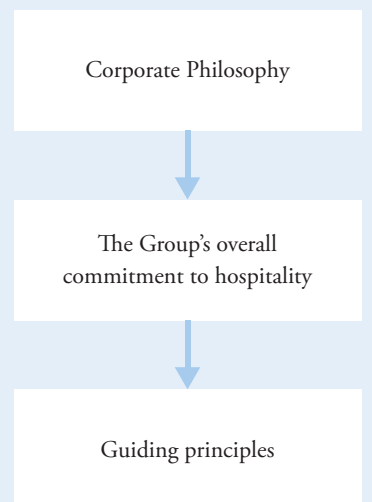 Corporate Philosophy
The Group’s overall
commitment to hospitality
Guiding principles